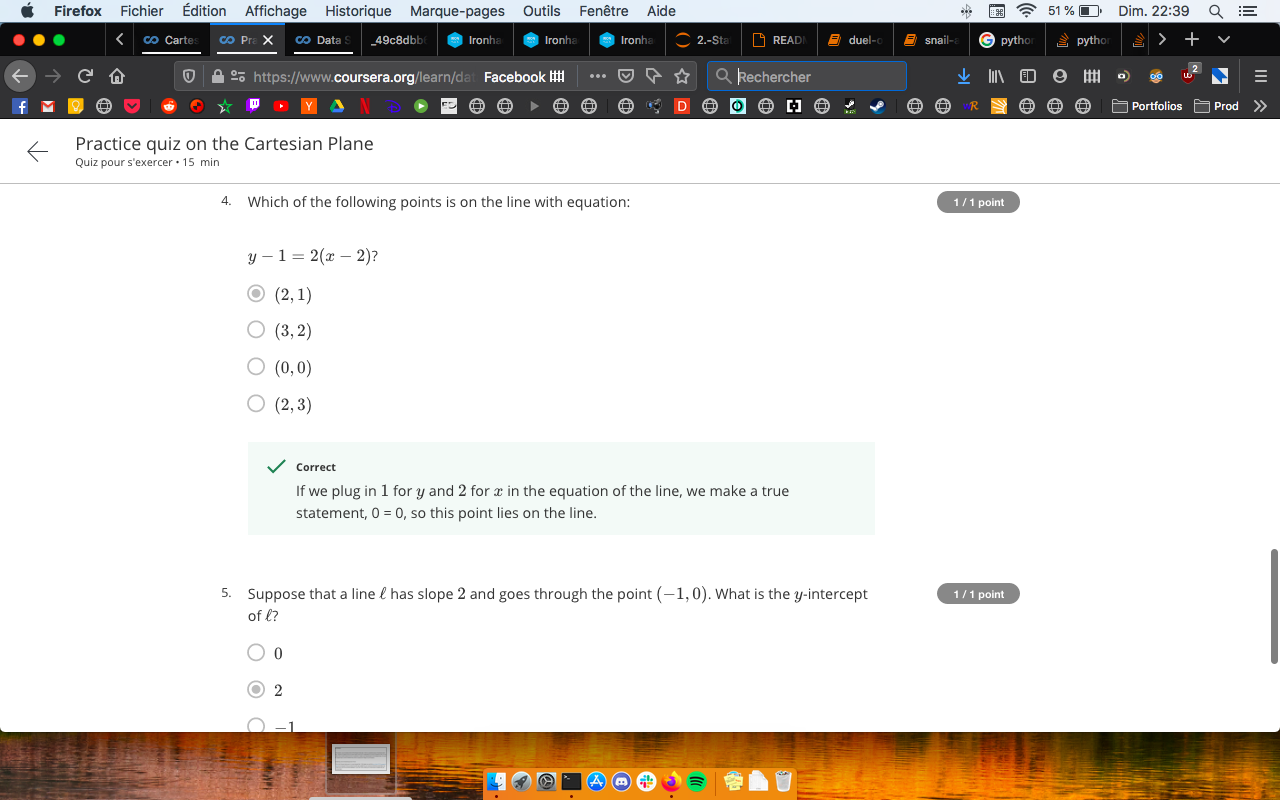 Firefox Fichier Édition Affichage Historique Marque-pages Outils Fenêtre Aide 51 % Dim. 22:39
Cartes Pra Data S _49c8dbb Ironha Ironha Ironha 2.-Sta READ duel-o snail- python python
https://www.coursera.org/learn/dat Facebook Rechercher 2
Portfolios Prod
Practice quiz on the Cartesian Plane
Quiz pour s'exercer • 15 min
4. Which of the following points is on the line with equation: 1 / 1 point
y − 1 = 2(x − 2)?
(2, 1)
(3, 2)
(0, 0)
(2, 3)
Correct
If we plug in 1 for y and 2 for x in the equation of the line, we make a true
statement, 0 = 0, so this point lies on the line.
5. Suppose that a line ℓ has slope 2 and goes through the point (−1, 0). What is the y-intercept 1 / 1 point
of ℓ?
0
2
−1